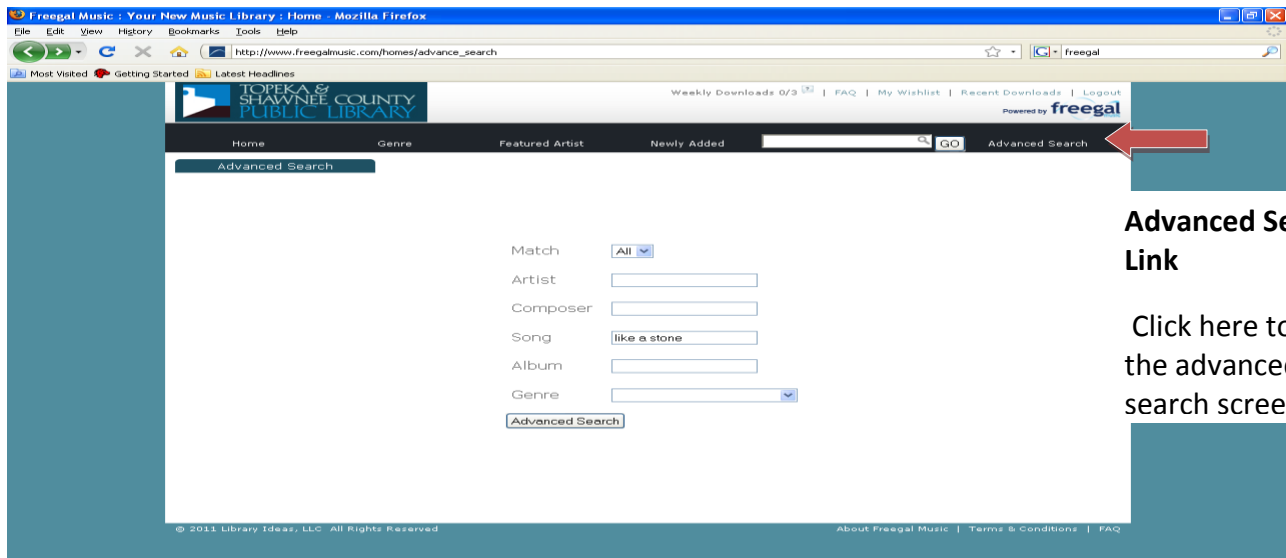 Freegal Music : Your New Music Library : Home - Mozilla Firefox
File Edit View History Bookmarks Tools Help
http://www.freegalmusic.com/homes/advance_search
freegal
Most Visited Getting Started Latest Headlines
TOPEKA &
SHAWNEE COUNTY
PUBLIC LIBRARY
Weekly Downloads 0/3 | FAQ | My Wishlist | Recent Downloads | Logout
Powered by freegal
Home Genre Featured Artist Newly Added GO Advanced Search
Advanced Search
Match All
Artist
Composer
Song like a stone
Album
Genre
Advanced Search
Advanced Se
Link
Click here to
the advance
search scree
© 2011 Library Ideas, LLC All Rights Reserved
About Freegal Music | Terms & Conditions | FAQ